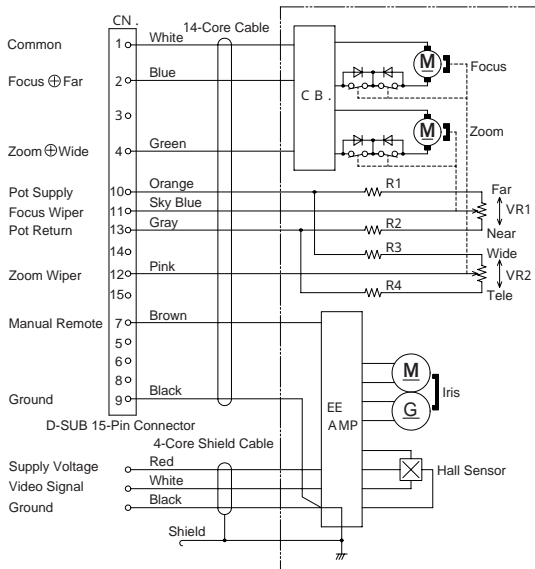 CN.
14-Core Cable
Common 1 White
Focus ⊕ Far 2 Blue
3
Zoom ⊕ Wide 4 Green
C B .
M Focus
M Zoom
Pot Supply 10 Orange R1 Far
Focus Wiper 11 Sky Blue VR1
Pot Return 13 Gray R2 Near
14 R3 Wide
Zoom Wiper 12 Pink VR2
15 R4 Tele
Manual Remote 7 Brown
5
6
8
Ground 9 Black
D-SUB 15-Pin Connector
EE
AMP
M
G
Iris
4-Core Shield Cable
Supply Voltage Red
Video Signal White
Ground Black
Hall Sensor
Shield